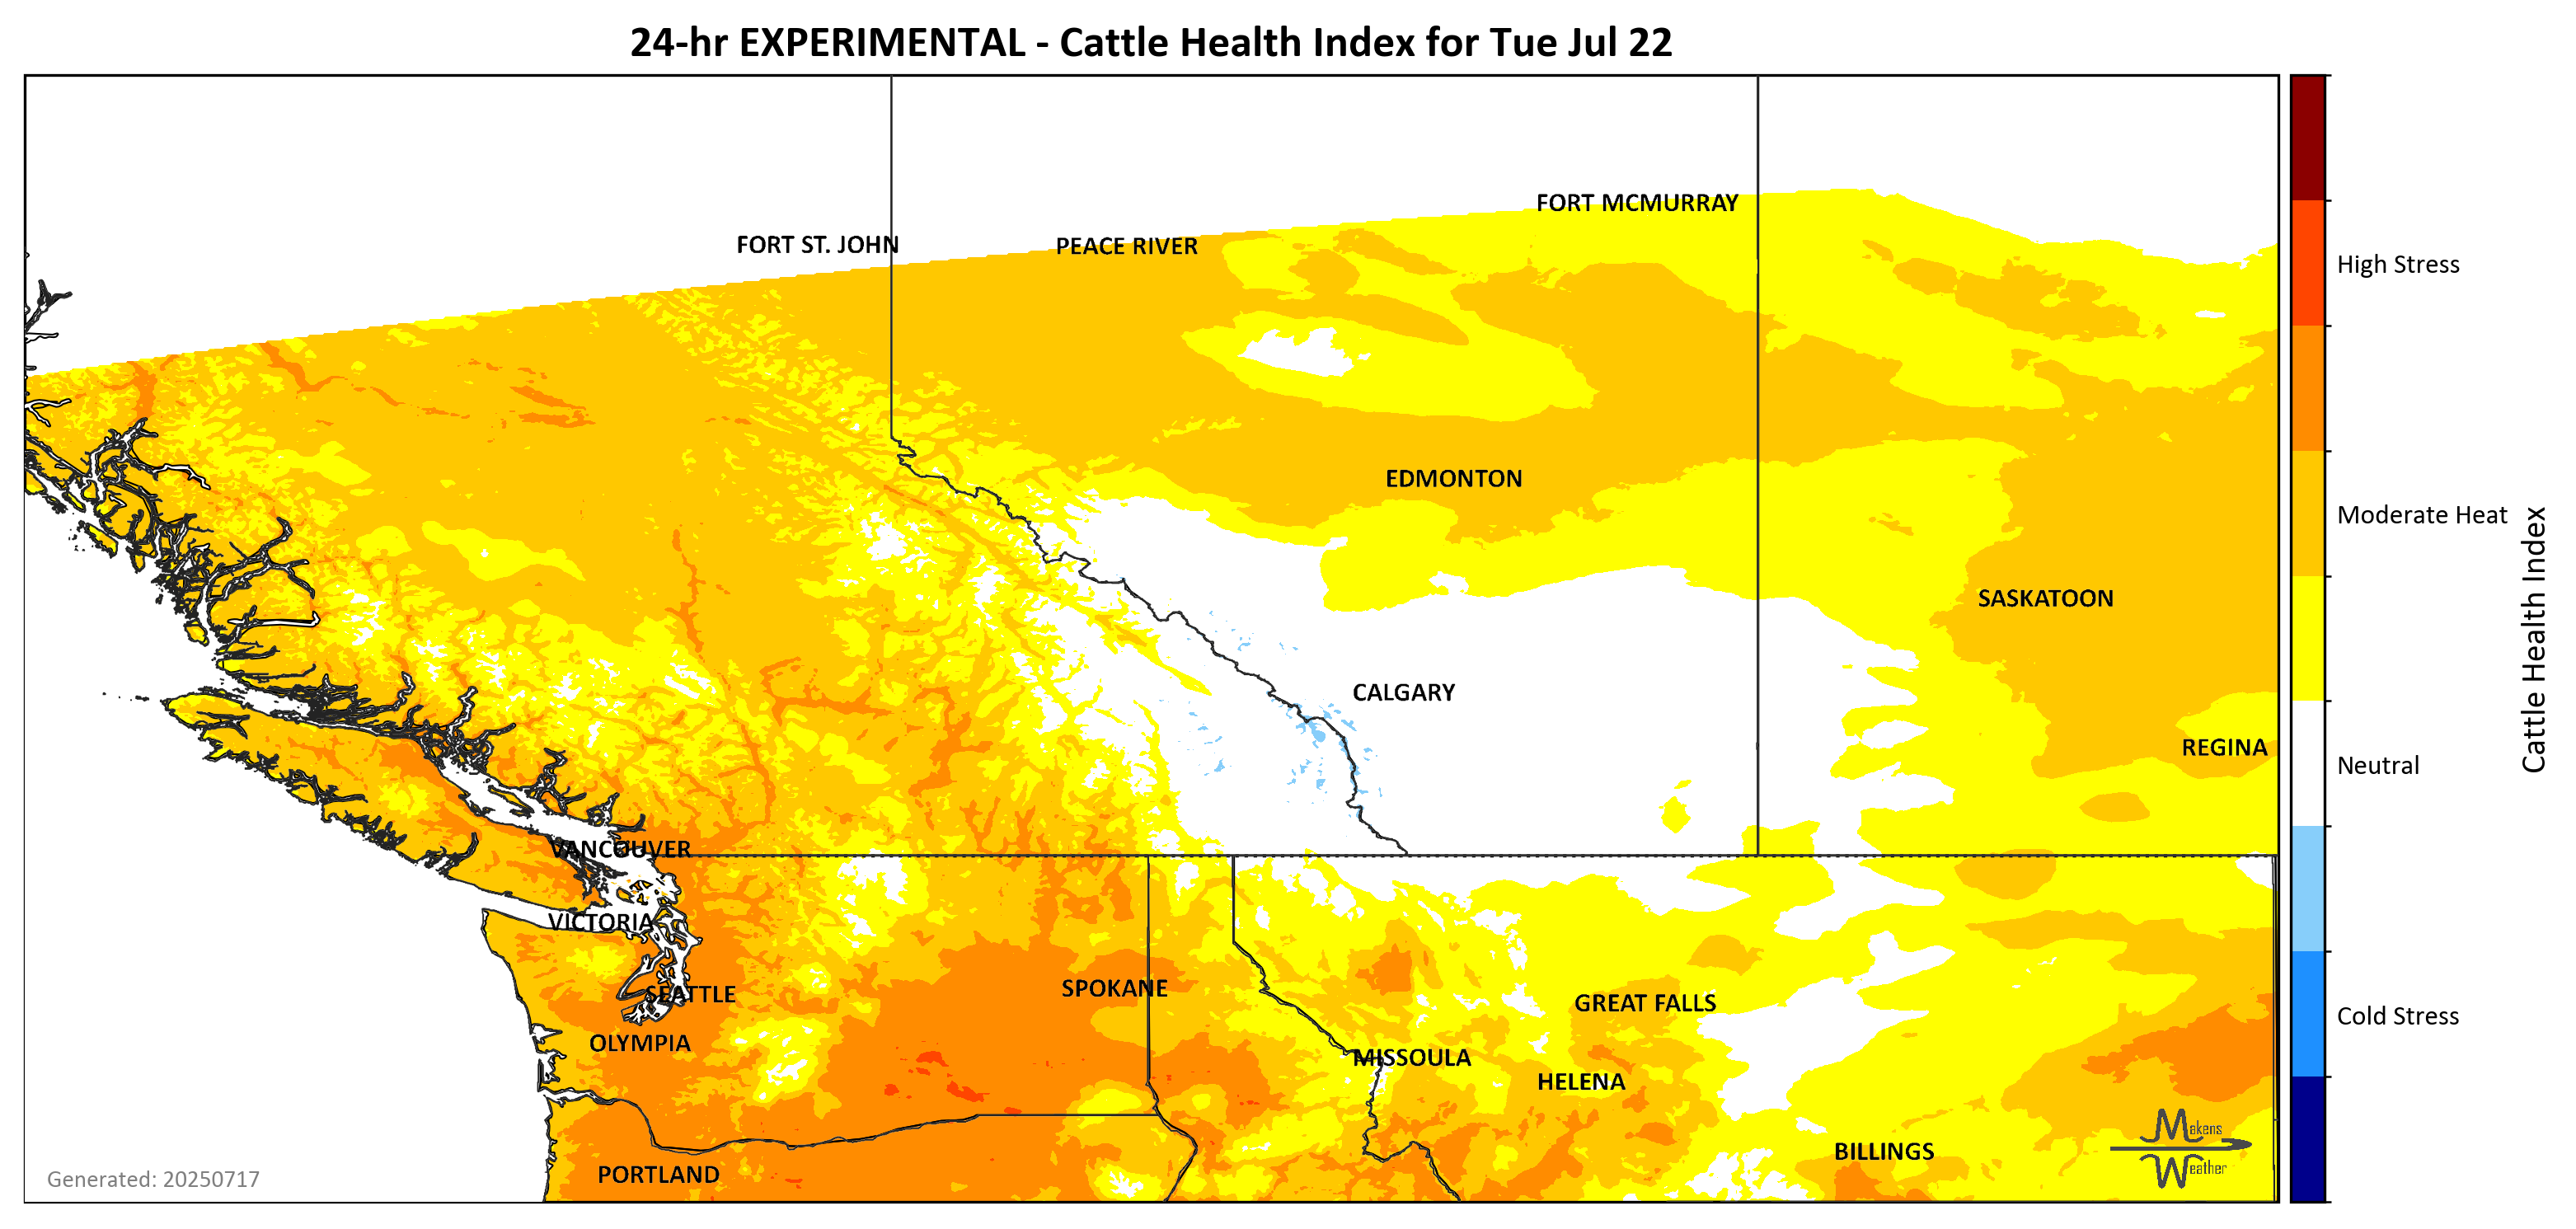 24-hr EXPERIMENTAL - Cattle Health Index for Tue Jul 22
FORT MCMURRAY
FORT ST. JOHN
PEACE RIVER
High Stress
EDMONTON
Moderate Heat
SASKATOON
Cattle Health Index
CALGARY
REGINA
Neutral
VANCOUVER
VICTORIA
SEATTLE
SPOKANE
GREAT FALLS
Cold Stress
OLYMPIA
MISSOULA
HELENA
Makens
Weather
BILLINGS
PORTLAND
Generated: 20250717